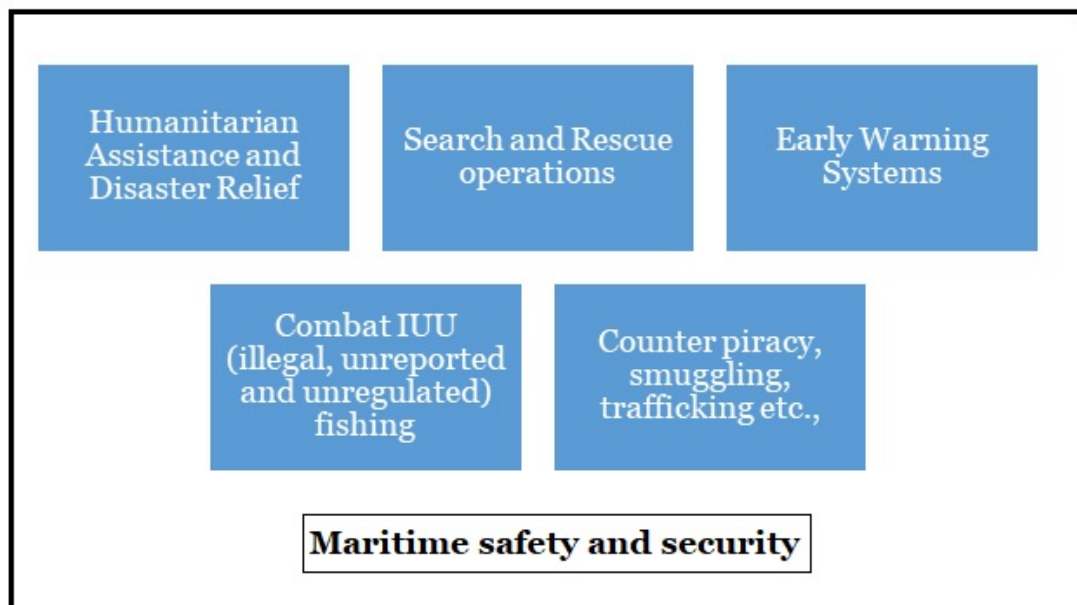 Humanitarian
Assistance and
Disaster Relief
Search and Rescue
operations
Early Warning
Systems
Combat IUU
(illegal, unreported
and unregulated)
fishing
Counter piracy,
smuggling,
trafficking etc.,
Maritime safety and security